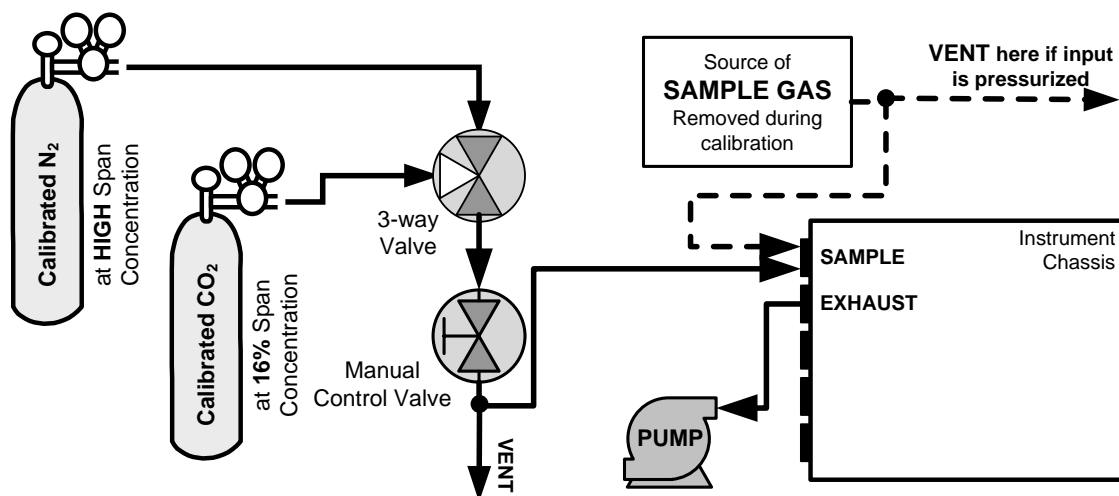 Calibrated N₂
at HIGH Span
Concentration
Calibrated CO₂
at 16% Span
Concentration
3-way
Valve
Manual
Control Valve
VENT
Source of
SAMPLE GAS
Removed during
calibration
VENT here if input
is pressurized
SAMPLE
EXHAUST
Instrument
Chassis
PUMP